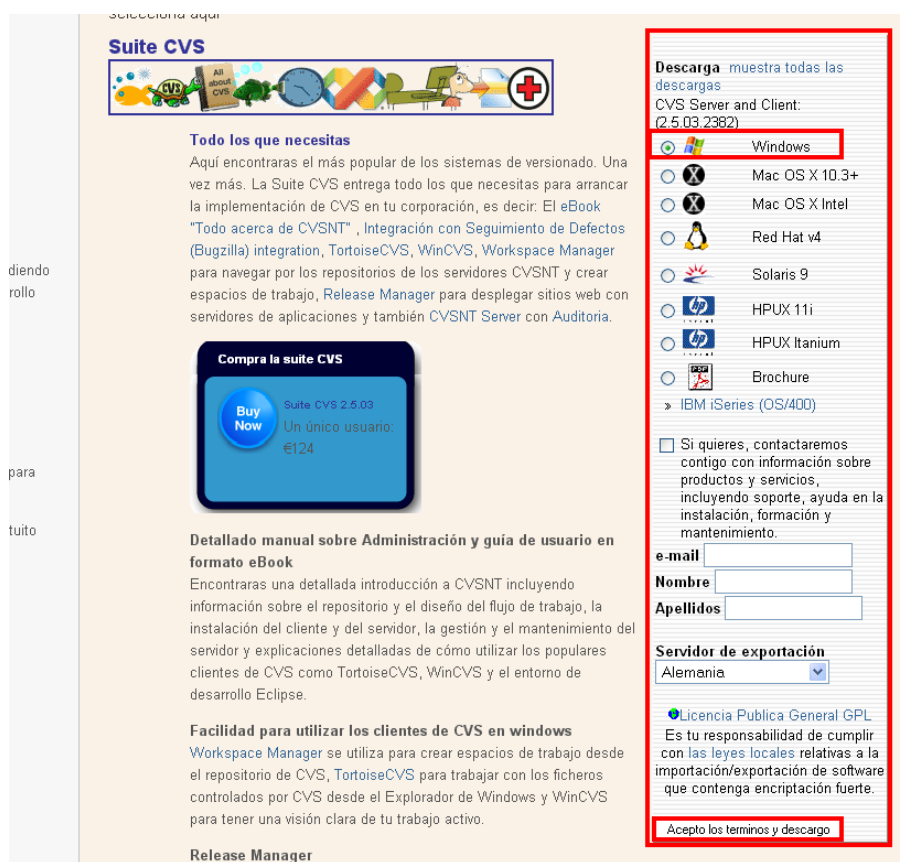 selecciona aquí
Suite CVS
CVS
All
about
CVS
Todo los que necesitas
Aquí encontraras el más popular de los sistemas de versionado. Una
vez más. La Suite CVS entrega todo los que necesitas para arrancar
la implementación de CVS en tu corporación, es decir: El eBook
"Todo acerca de CVSNT" , Integración con Seguimiento de Defectos
(Bugzilla) integration, TortoiseCVS, WinCVS, Workspace Manager
para navegar por los repositorios de los servidores CVSNT y crear
espacios de trabajo, Release Manager para desplegar sitios web con
servidores de aplicaciones y también CVSNT Server con Auditoria.
diendo
rollo
para
tuito
Compra la suite CVS
Buy
Now
Suite CVS 2.5.03
Un único usuario:
€124
Detallado manual sobre Administración y guía de usuario en
formato eBook
Encontraras una detallada introducción a CVSNT incluyendo
información sobre el repositorio y el diseño del flujo de trabajo, la
instalación del cliente y del servidor, la gestión y el mantenimiento del
servidor y explicaciones detalladas de cómo utilizar los populares
clientes de CVS como TortoiseCVS, WinCVS y el entorno de
desarrollo Eclipse.
Facilidad para utilizar los clientes de CVS en windows
Workspace Manager se utiliza para crear espacios de trabajo desde
el repositorio de CVS, TortoiseCVS para trabajar con los ficheros
controlados por CVS desde el Explorador de Windows y WinCVS
para tener una visión clara de tu trabajo activo.
Release Manager
Descarga muestra todas las
descargas
CVS Server and Client:
(2.5.03.2382)
Windows
X Mac OS X 10.3+
X Mac OS X Intel
Red Hat v4
Solaris 9
hp HPUX 11i
hp HPUX Itanium
PDF Brochure
» IBM iSeries (OS/400)
Si quieres, contactaremos
contigo con información sobre
productos y servicios,
incluyendo soporte, ayuda en la
instalación, formación y
mantenimiento.
e-mail
Nombre
Apellidos
Servidor de exportación
Alemania
Licencia Publica General GPL
Es tu responsabilidad de cumplir
con las leyes locales relativas a la
importación/exportación de software
que contenga encriptación fuerte.
Acepto los terminos y descargo